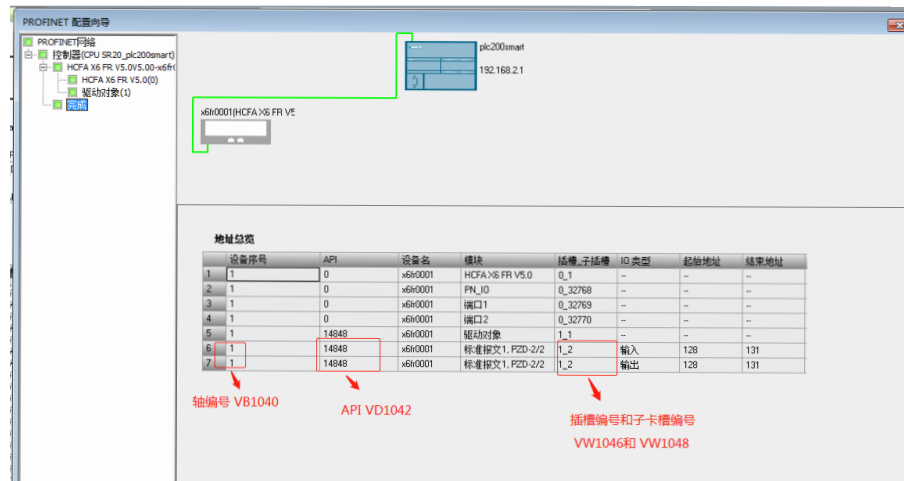 PROFINET 配置向导
PROFINET网络
控制器(CPU SR20_plc200smart)
HCFA X6 FR V5.0V5.00-x6fr(
HCFA X6 FR V5.0(0)
驱动对象(1)
完成
plc200smart
192.168.2.1
x6fr0001(HCFA X6 FR V5
地址总览
设备序号 API 设备名 模块 插槽_子插槽 IO 类型 起始地址 结束地址
1 1 0 x6fr0001 HCFA X6 FR V5.0 0_1 -- -- --
2 1 0 x6fr0001 PN_IO 0_32768 -- -- --
3 1 0 x6fr0001 端口1 0_32769 -- -- --
4 1 0 x6fr0001 端口2 0_32770 -- -- --
5 1 14848 x6fr0001 驱动对象 1_1 -- -- --
6 1 14848 x6fr0001 标准报文1, PZD-2/2 1_2 输入 128 131
7 1 14848 x6fr0001 标准报文1, PZD-2/2 1_2 输出 128 131
轴编号 VB1040
API VD1042
插槽编号和子卡槽编号
VW1046和 VW1048